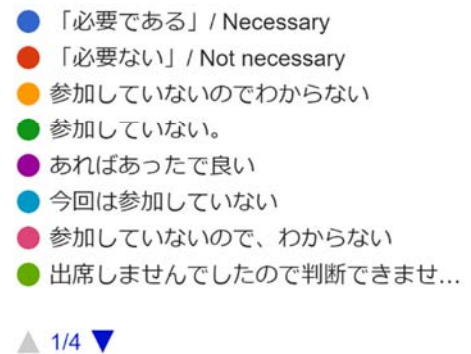 「必要である」/ Necessary
「必要ない」/ Not necessary
参加していないのでわからない
参加していない。
あればあったで良い
今回は参加していない
参加していないので、わからない
出席しませんでしたので判断できませ...
1/4